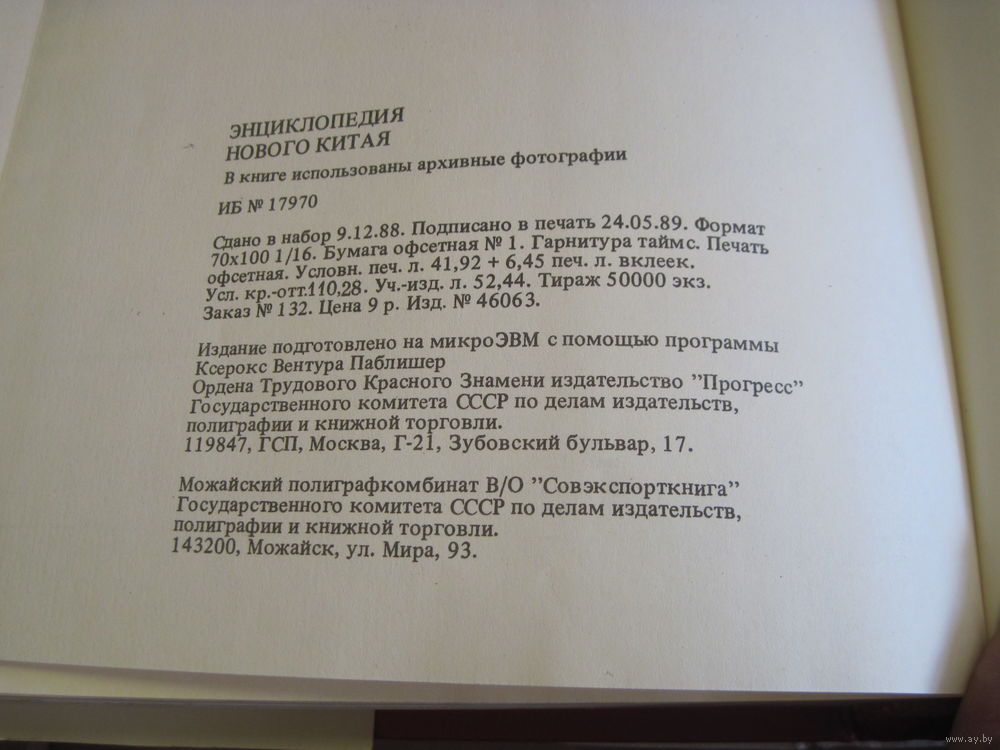 ЭНЦИКЛОПЕДИЯ
НОВОГО КИТАЯ
В книге использованы архивные фотографии
ИБ № 17970
Сдано в набор 9.12.88. Подписано в печать 24.05.89. Формат
70х100 1/16. Бумага офсетная № 1. Гарнитура таймс. Печать
офсетная. Условн. печ. л. 41,92 + 6,45 печ. л. вклеек.
Усл. кр.-отт.110,28. Уч.-изд. л. 52,44. Тираж 50000 экз.
Заказ № 132. Цена 9 р. Изд. № 46063.
Издание подготовлено на микроЭВМ с помощью программы
Ксерокс Вентура Паблишер
Ордена Трудового Красного Знамени издательство ”Прогресс”
Государственного комитета СССР по делам издательств,
полиграфии и книжной торговли.
119847, ГСП, Москва, Г-21, Зубовский бульвар, 17.
Можайский полиграфкомбинат В/О ”Совэкспорткнига”
Государственного комитета СССР по делам издательств,
полиграфии и книжной торговли.
143200, Можайск, ул. Мира, 93.
www.ay.by